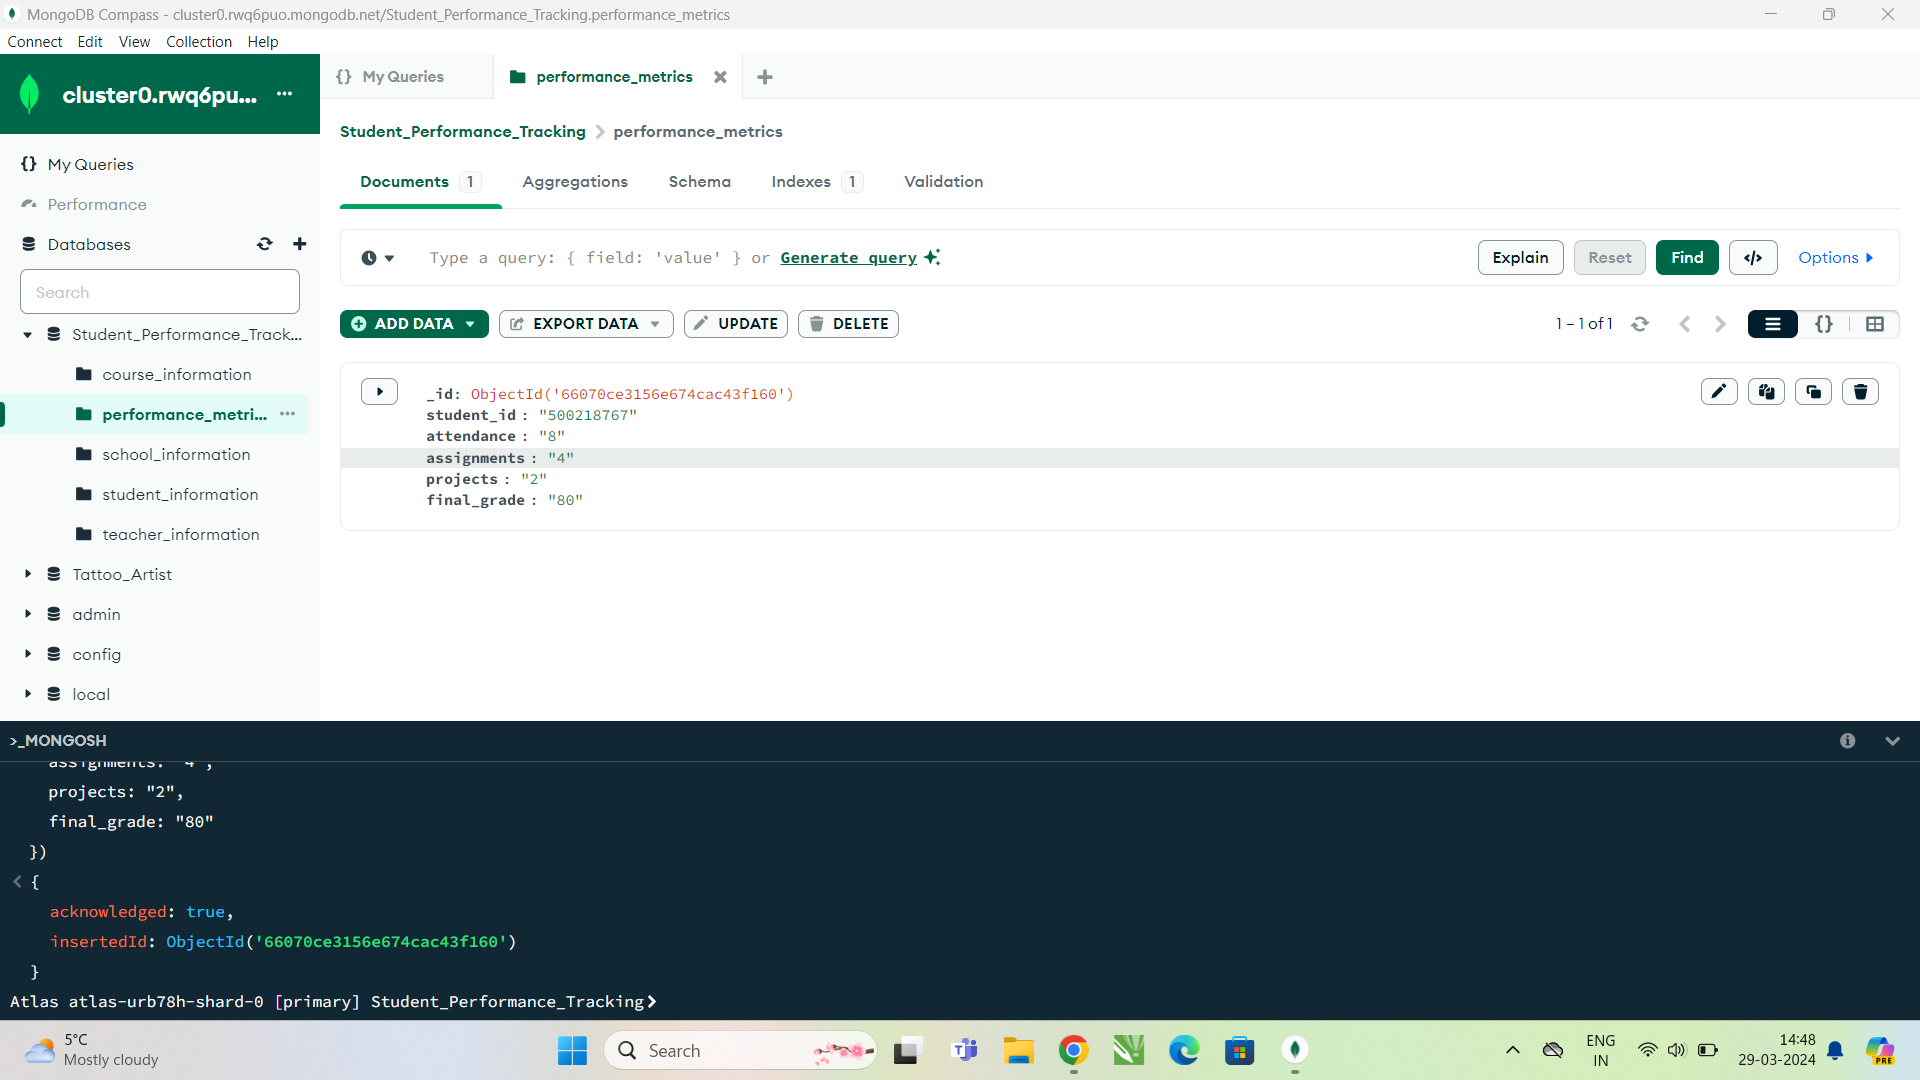 MongoDB Compass - cluster0.rwq6puo.mongodb.net/Student_Performance_Tracking.performance_metrics
Connect Edit View Collection Help
cluster0.rwq6pu... ...
{} My Queries
performance_metrics
My Queries
Performance
Databases
Search
Student_Performance_Track...
course_information
performance_metri... ...
school_information
student_information
teacher_information
Tattoo_Artist
admin
config
local
Student_Performance_Tracking > performance_metrics
Documents 1 Aggregations Schema Indexes 1 Validation
Type a query: { field: 'value' } or Generate query
Explain Reset Find </> Options
ADD DATA EXPORT DATA UPDATE DELETE
1 – 1 of 1 {}
_id: ObjectId('66070ce3156e674cac43f160')
student_id : "500218767"
attendance : "8"
assignments : "4"
projects : "2"
final_grade : "80"
>_MONGOSH
assignments: "4",
projects: "2",
final_grade: "80"
})
< {
acknowledged: true,
insertedId: ObjectId('66070ce3156e674cac43f160')
}
Atlas atlas-urb78h-shard-0 [primary] Student_Performance_Tracking>
5°C
Mostly cloudy
Search
ENG
IN
14:48
29-03-2024
PRE